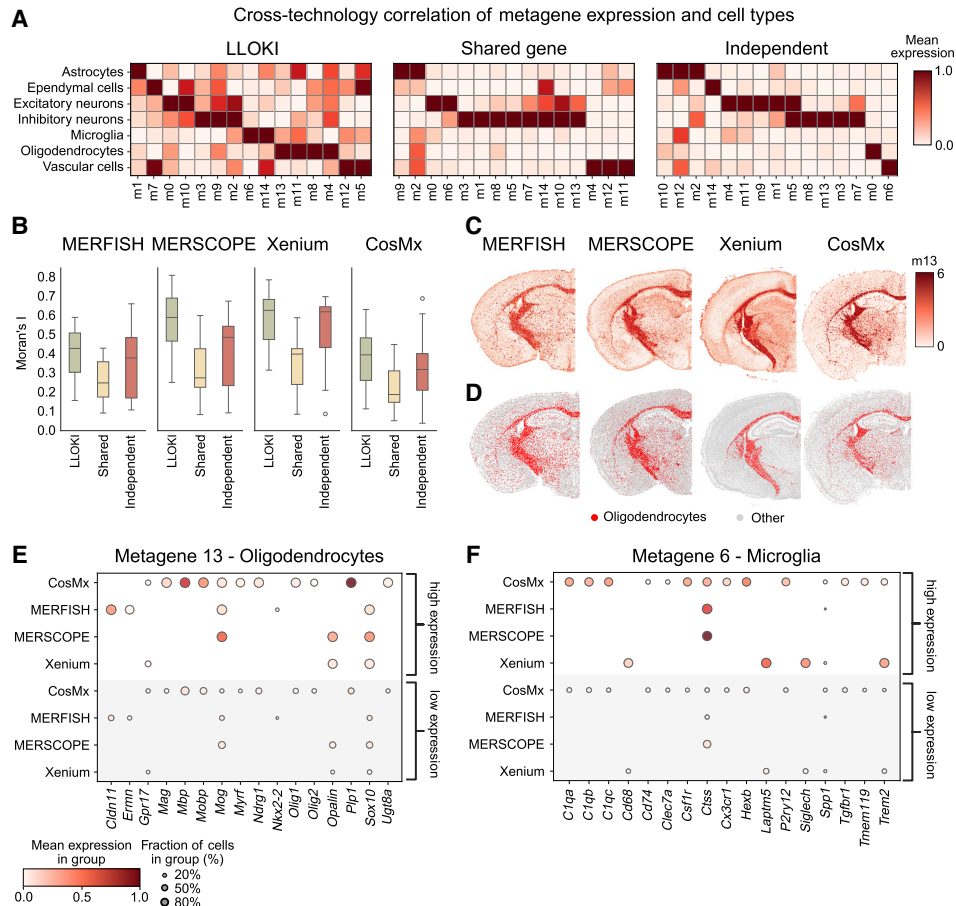 A
Cross-technology correlation of metagene expression and cell types
LLOKI
Shared gene
Independent
Mean expression
1.0
0.0
Astrocytes
Ependymal cells
Excitatory neurons
Inhibitory neurons
Microglia
Oligodendrocytes
Vascular cells
m1 m7 m0 m10 m3 m9 m2 m6 m14 m13 m11 m8 m4 m12 m5
m9 m2 m0 m6 m3 m1 m8 m5 m7 m14 m10 m13 m4 m12 m11
m10 m12 m2 m14 m4 m3 m9 m11 m1 m5 m8 m13 m3 m7 m0 m6
B
MERFISH MERSCOPE Xenium CosMx
Moran's I
0.8
0.7
0.6
0.5
0.4
0.3
0.2
0.1
0.0
LLOKI Shared Independent LLOKI Shared Independent LLOKI Shared Independent LLOKI Shared Independent
C
MERFISH MERSCOPE Xenium CosMx
m13
6
0
D
Oligodendrocytes Other
E
Metagene 13 - Oligodendrocytes
CosMx
MERFISH
MERSCOPE
Xenium
high expression
CosMx
MERFISH
MERSCOPE
Xenium
low expression
Cldn11 Ermn Gpr17 Mag Mbp Mobp Mog Myrf Ndrg1 Nkx2-2 Olig1 Olig2 Opalin Plp1 Sox10 Ugt8a
Mean expression
in group
0.0 0.5 1.0
Fraction of cells
in group (%)
20%
50%
80%
F
Metagene 6 - Microglia
CosMx
MERFISH
MERSCOPE
Xenium
high expression
CosMx
MERFISH
MERSCOPE
Xenium
low expression
C1qa C1qb C1qc Cd68 Cd74 Clec7a Csf1r Ctss Cx3cr1 Hexb Laptm5 P2ry12 Siglech Spp1 Tgfbr1 Tmem119 Trem2